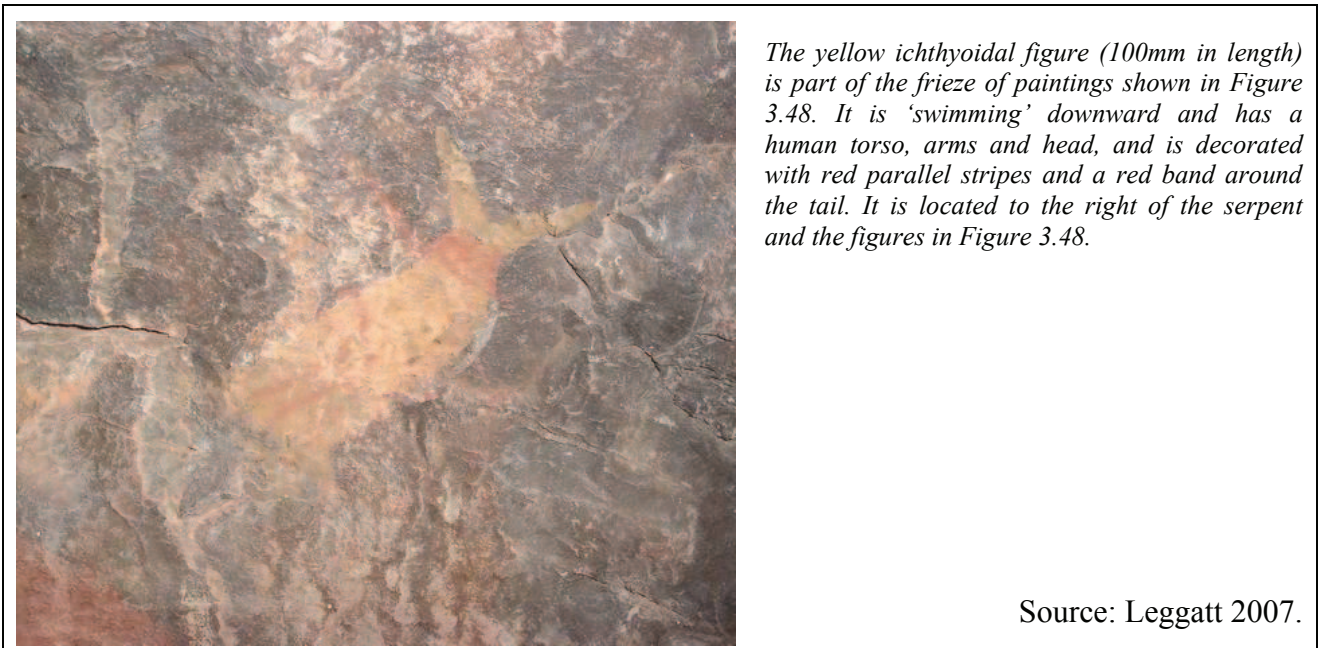 The yellow ichthyoidal figure (100mm in length)
is part of the frieze of paintings shown in Figure
3.48. It is ‘swimming’ downward and has a
human torso, arms and head, and is decorated
with red parallel stripes and a red band around
the tail. It is located to the right of the serpent
and the figures in Figure 3.48.
Source: Leggatt 2007.